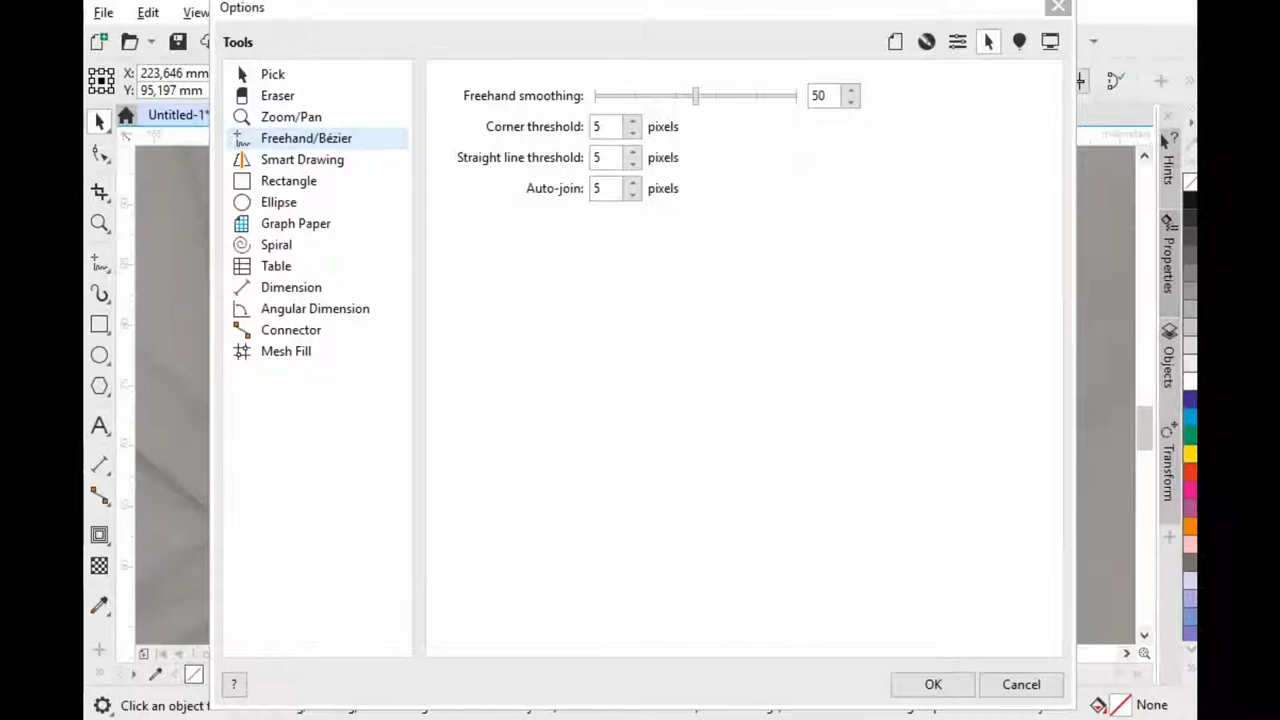 Options
File
Edit
View
Tools
X: 223,646 mm
Y: 95,197 mm
Untitled-1*
Pick
Eraser
Zoom/Pan
Freehand/Bézier
Smart Drawing
Rectangle
Ellipse
Graph Paper
Spiral
Table
Dimension
Angular Dimension
Connector
Mesh Fill
Freehand smoothing: 50
Corner threshold: 5 pixels
Straight line threshold: 5 pixels
Auto-join: 5 pixels
millimeters
Hints
Properties
Objects
Transform
?
OK
Cancel
Click an object
None